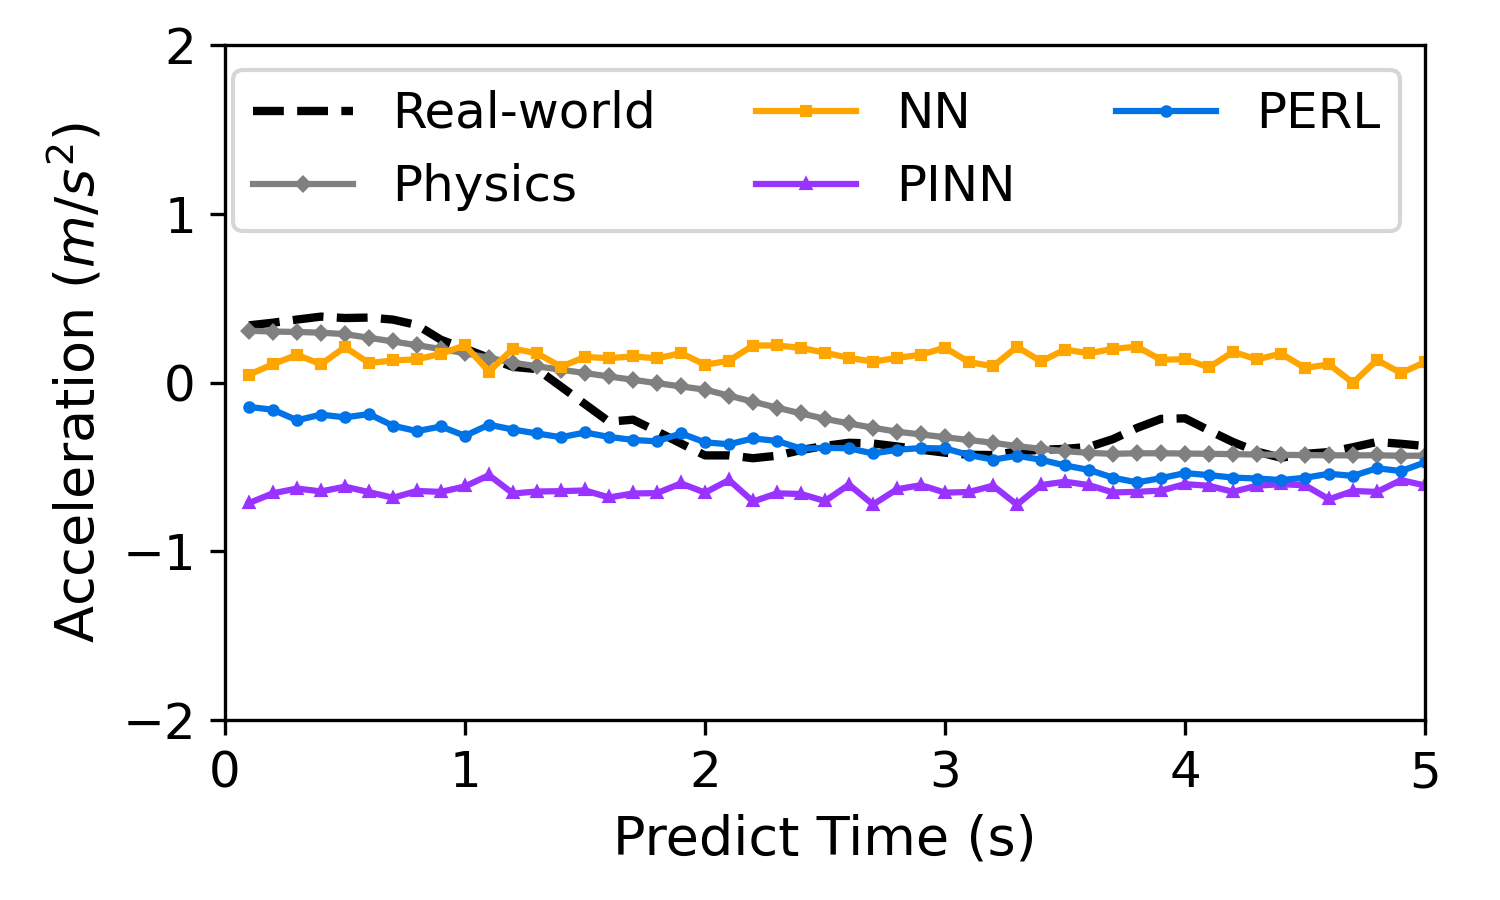 Acceleration (m/s²)
2
1
0
−1
−2
Real-world
Physics
NN
PINN
PERL
0 1 2 3 4 5
Predict Time (s)